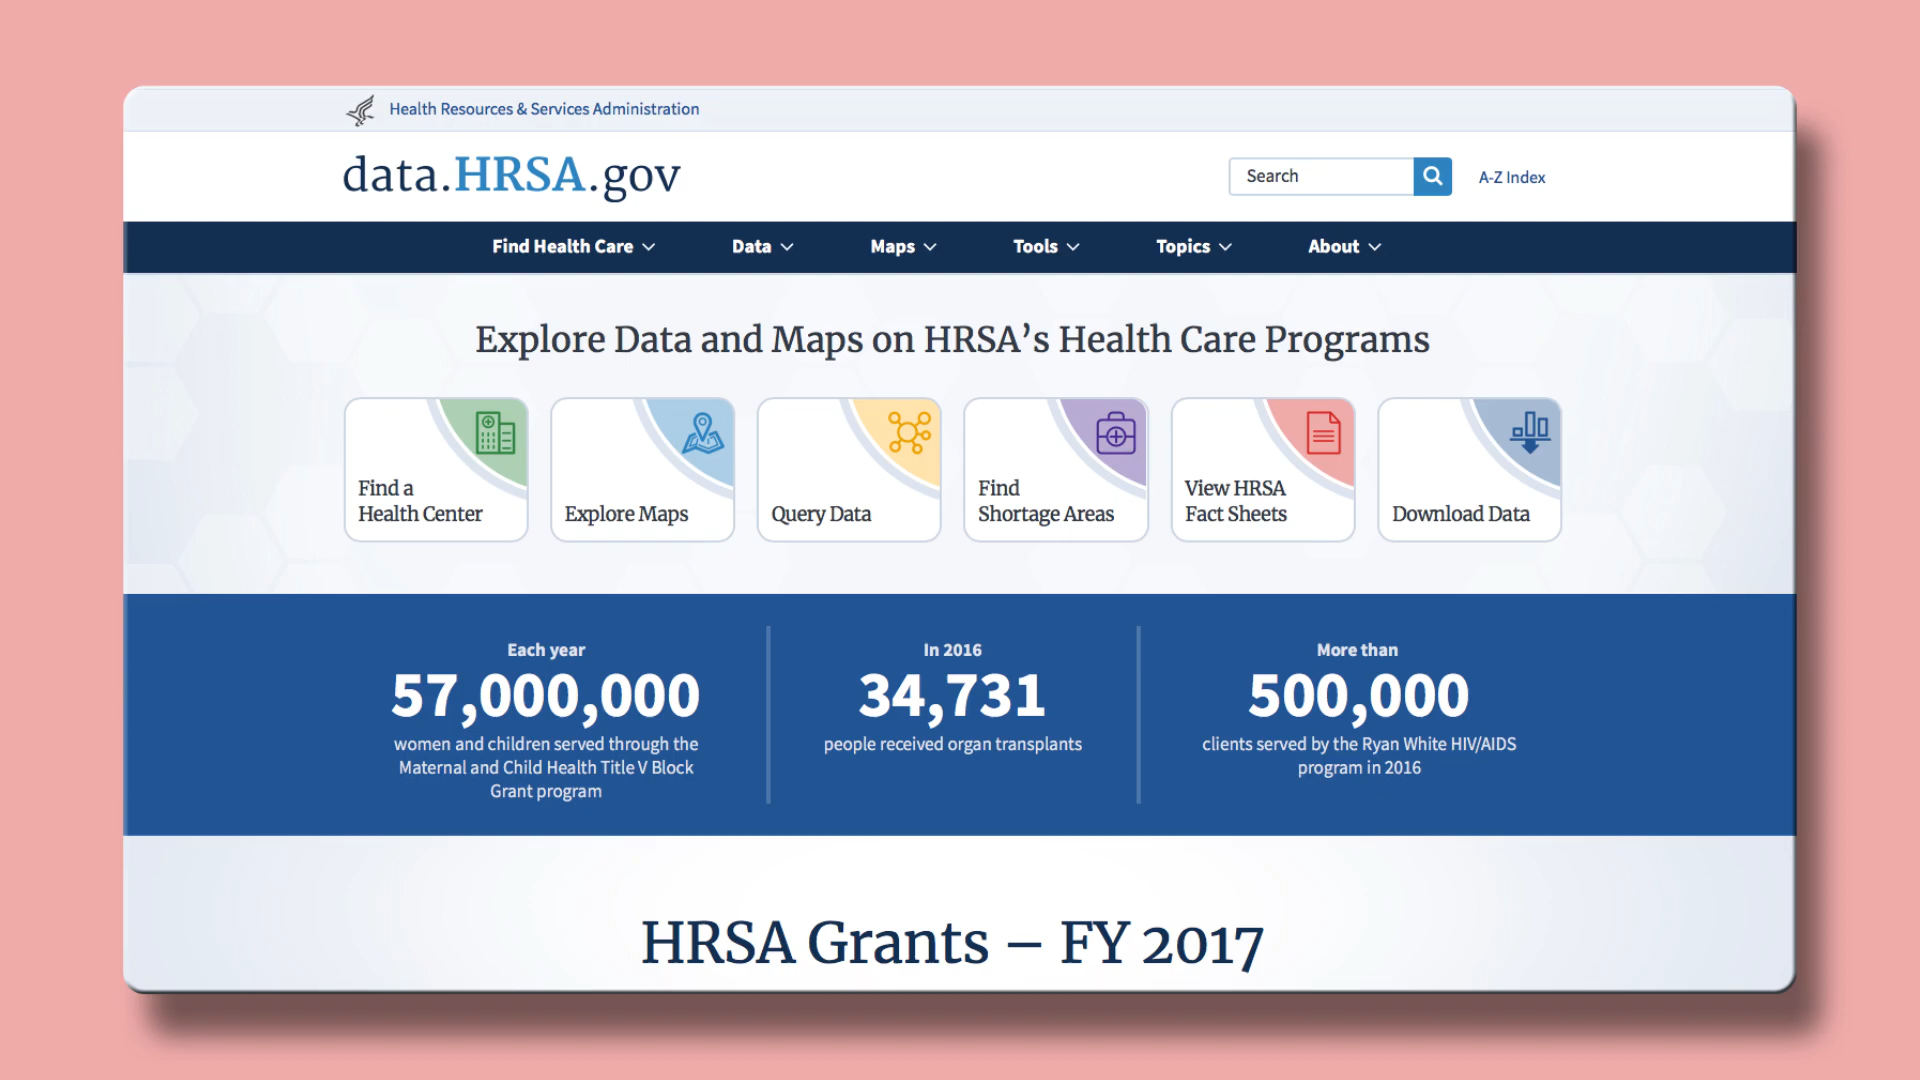 Health Resources & Services Administration
data.HRSA.gov
Search
A-Z Index
Find Health Care
Data
Maps
Tools
Topics
About
Explore Data and Maps on HRSA’s Health Care Programs
Find a
Health Center
Explore Maps
Query Data
Find
Shortage Areas
View HRSA
Fact Sheets
Download Data
Each year
57,000,000
women and children served through the
Maternal and Child Health Title V Block
Grant program
In 2016
34,731
people received organ transplants
More than
500,000
clients served by the Ryan White HIV/AIDS
program in 2016
HRSA Grants – FY 2017